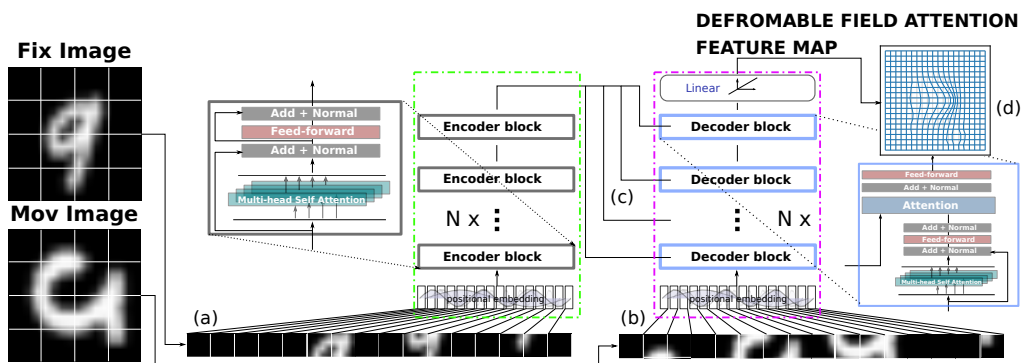 DEFROMABLE FIELD ATTENTION
FEATURE MAP
Fix Image
Mov Image
Add + Normal
Feed-forward
Add + Normal
Multi-head Self Attention
Encoder block
Encoder block
N x
Encoder block
positional embedding
(a)
Linear
Decoder block
Decoder block
(c)
N x
Decoder block
positional embedding
(b)
(d)
Feed-forward
Add + Normal
Attention
Add + Normal
Feed-forward
Add + Normal
Multi-head Self Attention